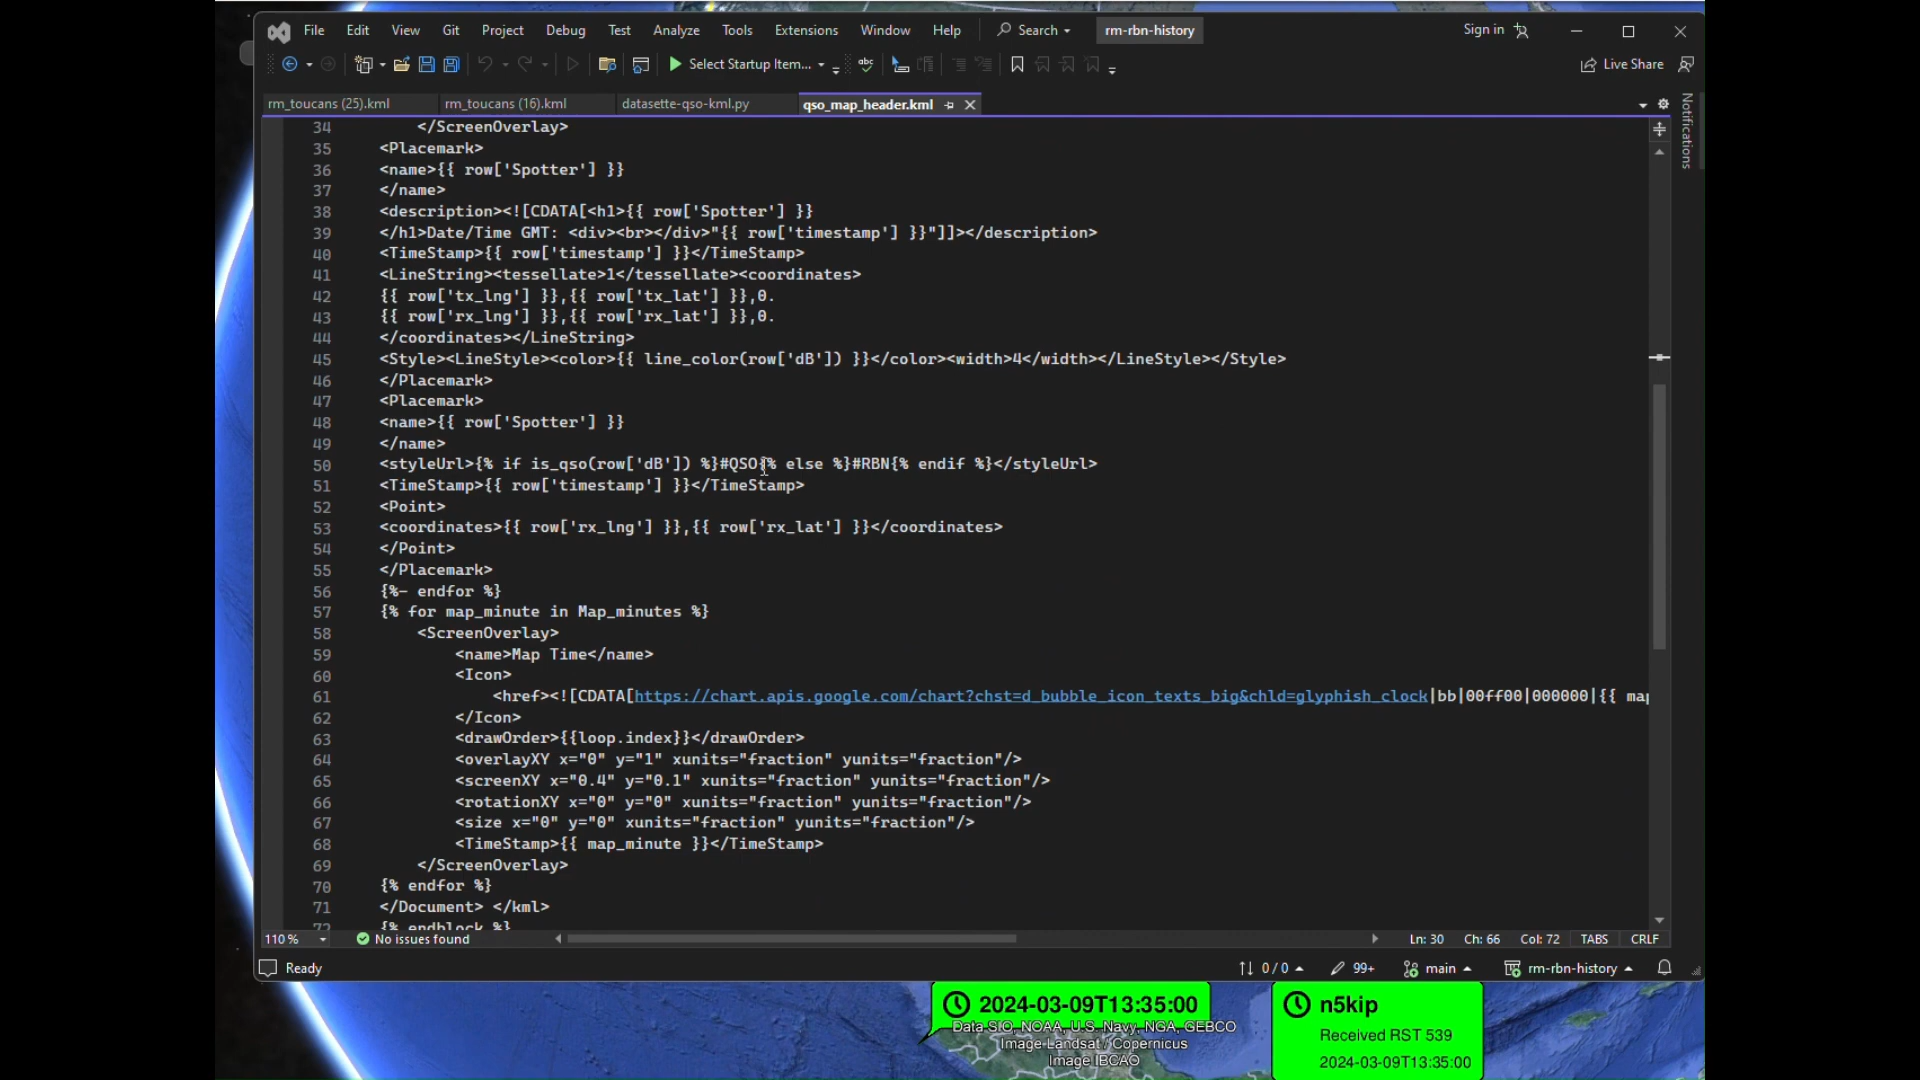 File Edit View Git Project Debug Test Analyze Tools Extensions Window Help Search rm-rbn-history Sign in
Select Startup Item... Live Share
rm_toucans (25).kml rm_toucans (16).kml datasette-qso-kml.py qso_map_header.kml
Notifications
34 </ScreenOverlay>
35 <Placemark>
36 <name>{{ row['Spotter'] }}
37 </name>
38 <description><![CDATA[<h1>{{ row['Spotter'] }}
39 </h1>Date/Time GMT: <div><br></div>"{{ row['timestamp'] }}"]]></description>
40 <TimeStamp>{{ row['timestamp'] }}</TimeStamp>
41 <LineString><tessellate>1</tessellate><coordinates>
42 {{ row['tx_lng'] }},{{ row['tx_lat'] }},0.
43 {{ row['rx_lng'] }},{{ row['rx_lat'] }},0.
44 </coordinates></LineString>
45 <Style><LineStyle><color>{{ line_color(row['dB']) }}</color><width>4</width></LineStyle></Style>
46 </Placemark>
47 <Placemark>
48 <name>{{ row['Spotter'] }}
49 </name>
50 <styleUrl>{% if is_qso(row['dB']) %}#QSO{% else %}#RBN{% endif %}</styleUrl>
51 <TimeStamp>{{ row['timestamp'] }}</TimeStamp>
52 <Point>
53 <coordinates>{{ row['rx_lng'] }},{{ row['rx_lat'] }}</coordinates>
54 </Point>
55 </Placemark>
56 {%- endfor %}
57 {% for map_minute in Map_minutes %}
58 <ScreenOverlay>
59 <name>Map Time</name>
60 <Icon>
61 <href><![CDATA[https://chart.apis.google.com/chart?chst=d_bubble_icon_texts_big&chld=glyphish_clock|bb|00ff00|000000|{{ map
62 </Icon>
63 <drawOrder>{{loop.index}}</drawOrder>
64 <overlayXY x="0" y="1" xunits="fraction" yunits="fraction"/>
65 <screenXY x="0.4" y="0.1" xunits="fraction" yunits="fraction"/>
66 <rotationXY x="0" y="0" xunits="fraction" yunits="fraction"/>
67 <size x="0" y="0" xunits="fraction" yunits="fraction"/>
68 <TimeStamp>{{ map_minute }}</TimeStamp>
69 </ScreenOverlay>
70 {% endfor %}
71 </Document> </kml>
72 {% endblock %}
110 % No issues found Ln: 30 Ch: 66 Col: 72 TABS CRLF
Ready 0 / 0 99+ main rm-rbn-history
2024-03-09T13:35:00
Data SIO, NOAA, U.S. Navy, NGA, GEBCO
Image Landsat / Copernicus
Image IBCAO
n5kip
Received RST 539
2024-03-09T13:35:00